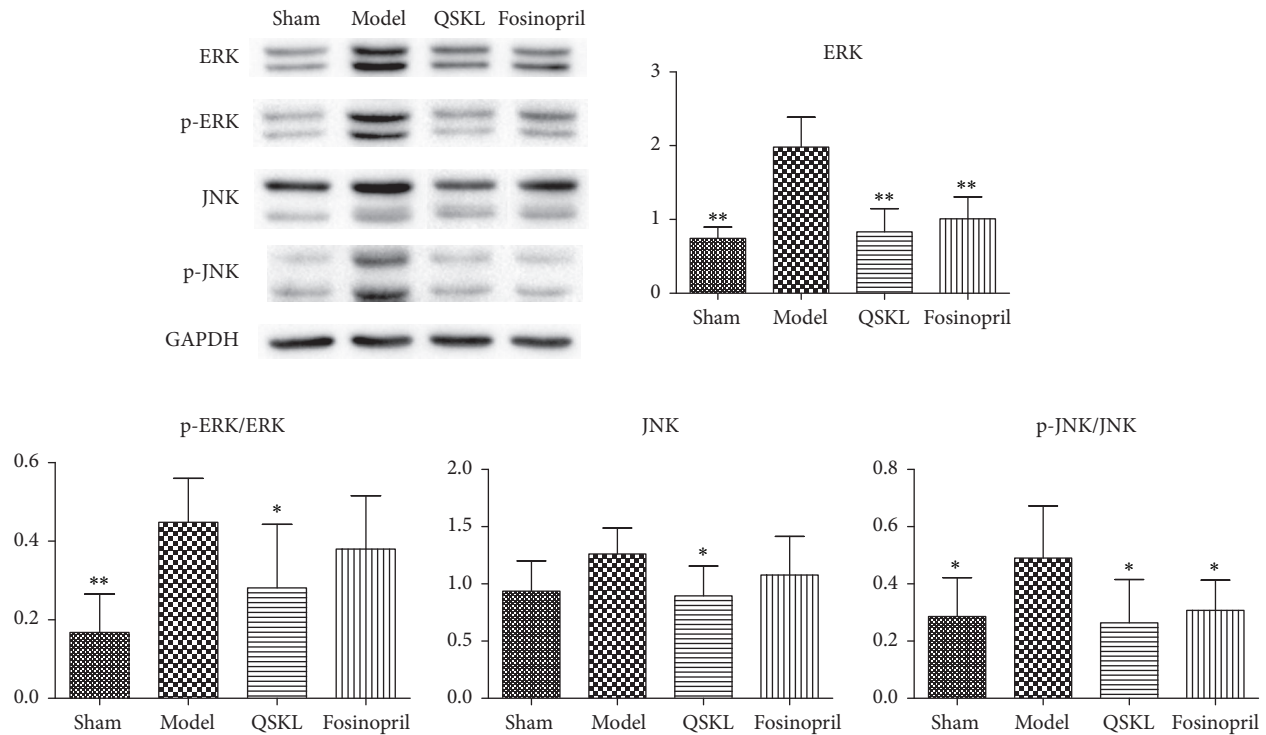 Sham Model QSKL Fosinopril
ERK
p-ERK
JNK
p-JNK
GAPDH
ERK
3
2
1
0
** ** **
Sham Model QSKL Fosinopril
p-ERK/ERK
0.6
0.4
0.2
0.0
** *
Sham Model QSKL Fosinopril
JNK
2.0
1.5
1.0
0.5
0.0
*
Sham Model QSKL Fosinopril
p-JNK/JNK
0.8
0.6
0.4
0.2
0.0
* * *
Sham Model QSKL Fosinopril